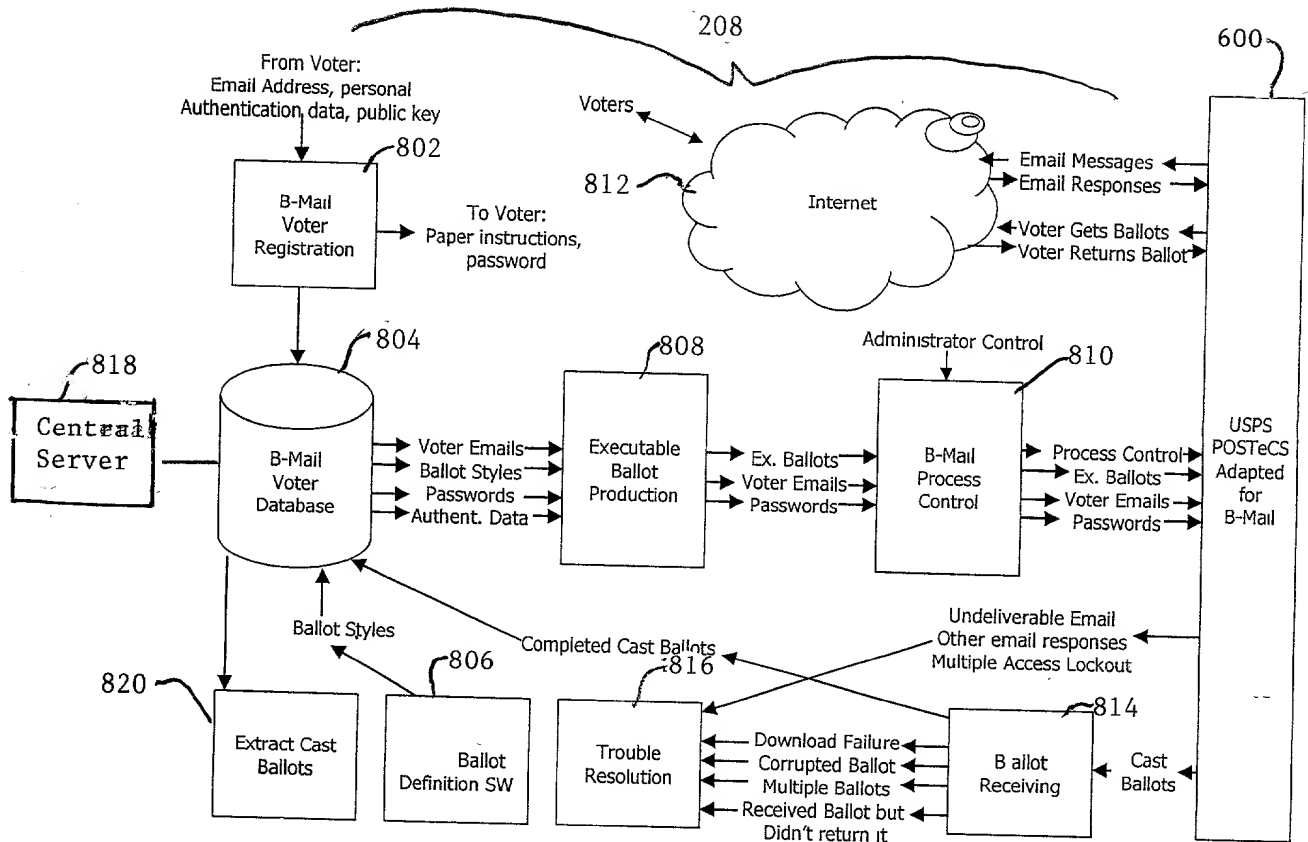 208
600
From Voter:
Email Address, personal
Authentication data, public key
Voters
802
B-Mail
Voter
Registration
To Voter:
Paper instructions,
password
812
Internet
Email Messages
Email Responses
Voter Gets Ballots
Voter Returns Ballot
804
818
Central
Server
B-Mail
Voter
Database
Voter Emails
Ballot Styles
Passwords
Authent. Data
808
Executable
Ballot
Production
Ex. Ballots
Voter Emails
Passwords
Administrator Control
810
B-Mail
Process
Control
Process Control
Ex. Ballots
Voter Emails
Passwords
USPS
POSTeCS
Adapted
for
B-Mail
Ballot Styles
Completed Cast Ballots
Undeliverable Email
Other email responses
Multiple Access Lockout
820
Extract Cast
Ballots
806
Ballot
Definition SW
816
Trouble
Resolution
Download Failure
Corrupted Ballot
Multiple Ballots
Received Ballot but
Didn't return it
814
B allot
Receiving
Cast
Ballots